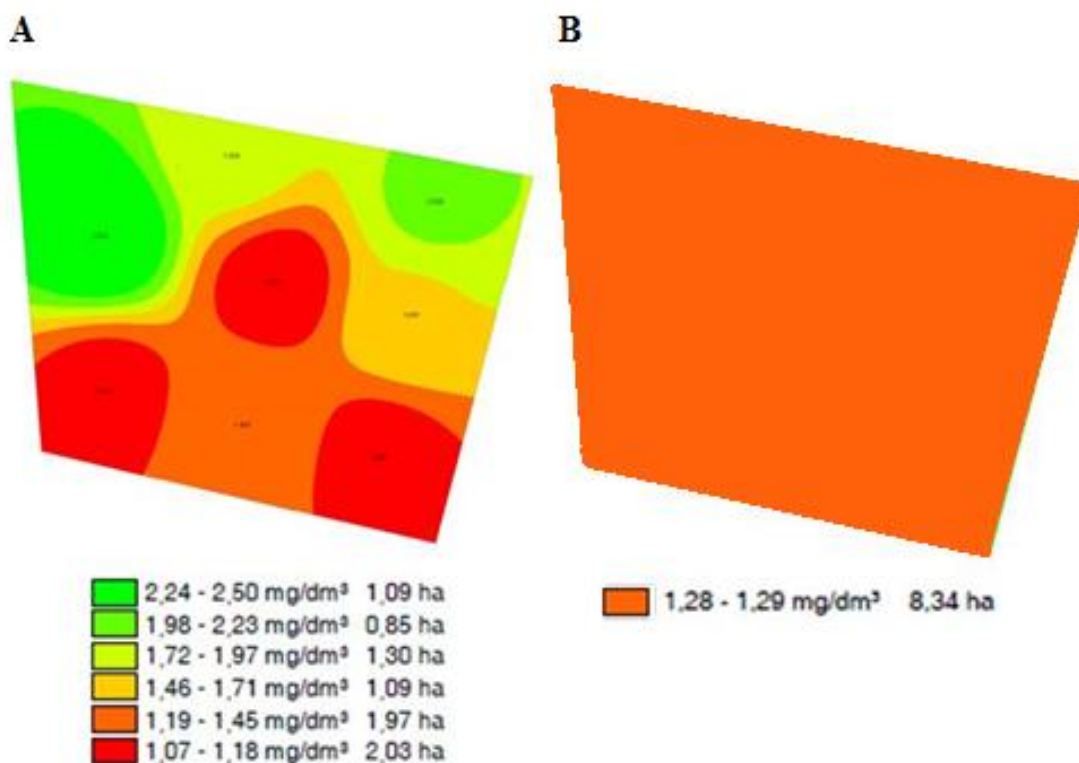 A
B
2,24 - 2,50 mg/dm³ 1,09 ha
1,98 - 2,23 mg/dm³ 0,85 ha
1,72 - 1,97 mg/dm³ 1,30 ha
1,46 - 1,71 mg/dm³ 1,09 ha
1,19 - 1,45 mg/dm³ 1,97 ha
1,07 - 1,18 mg/dm³ 2,03 ha
1,28 - 1,29 mg/dm³ 8,34 ha